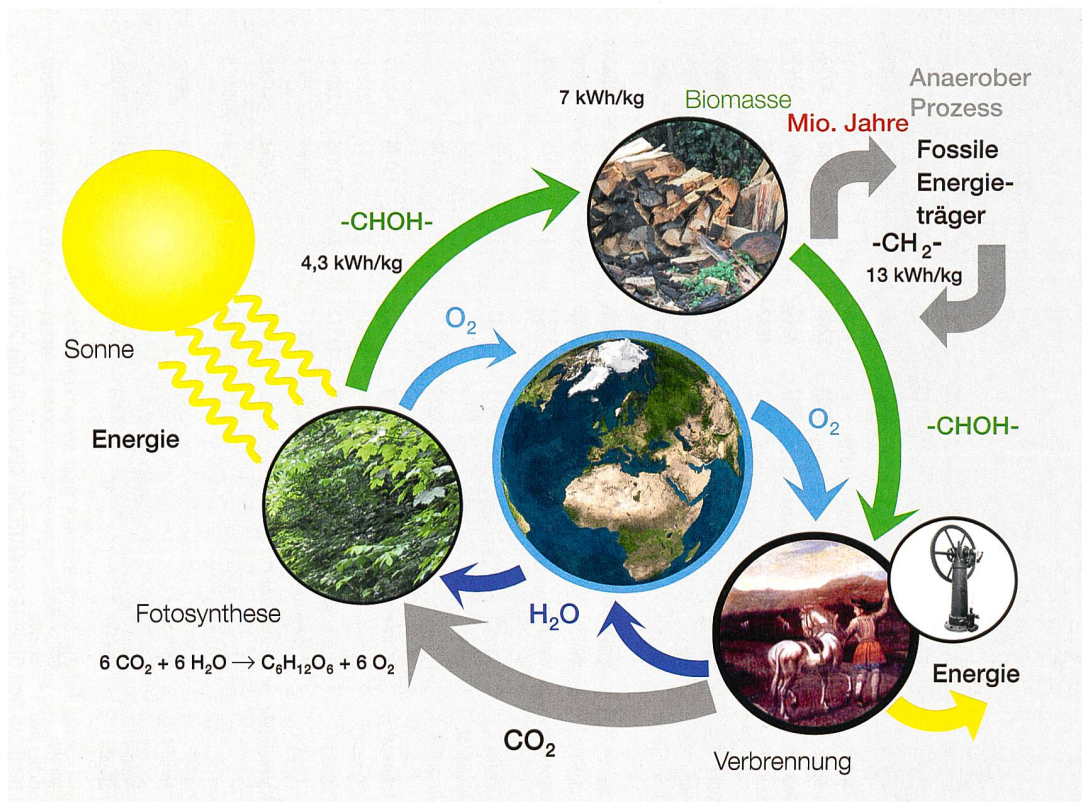 7 kWh/kg
Biomasse
Mio. Jahre
Anaerober
Prozess
Fossile
Energie-
träger
-CH₂-
13 kWh/kg
-CHOH-
4,3 kWh/kg
O₂
Sonne
Energie
O₂
-CHOH-
Fotosynthese
6 CO₂ + 6 H₂O → C₆H₁₂O₆ + 6 O₂
H₂O
CO₂
Energie
Verbrennung